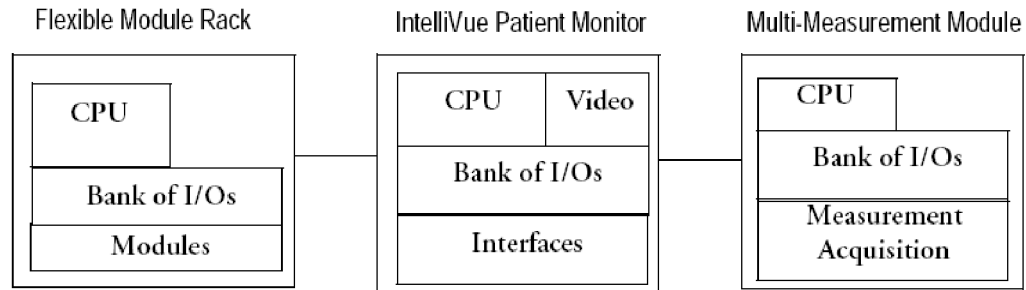 Flexible Module Rack
CPU
Bank of I/Os
Modules
IntelliVue Patient Monitor
CPU
Video
Bank of I/Os
Interfaces
Multi-Measurement Module
CPU
Bank of I/Os
Measurement
Acquisition